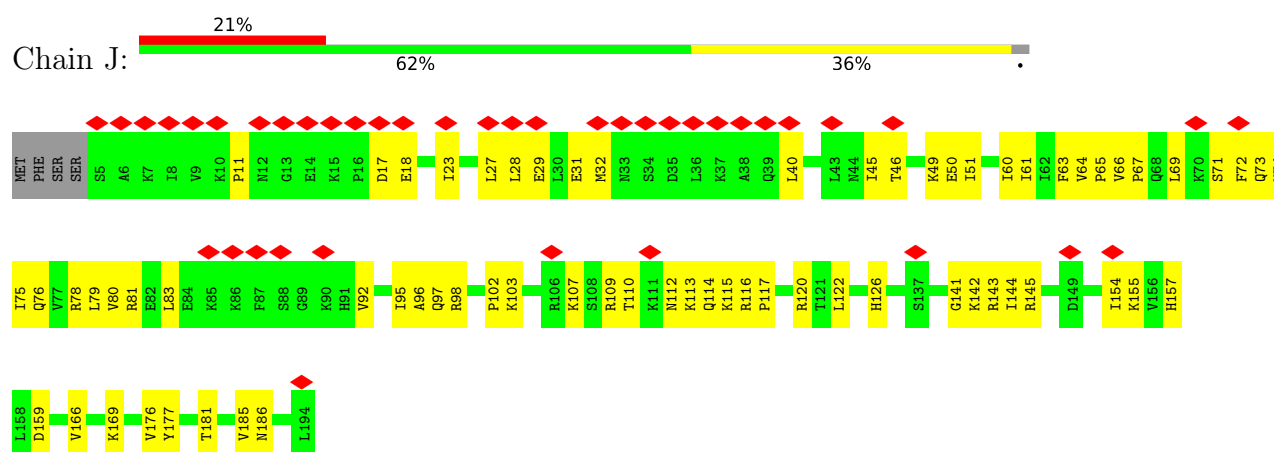 21%
Chain J:
62% 36% •
MET PHE SER SER S5 A6 K7 I8 V9 K10 P11 N12 G13 E14 K15 P16 D17 E18 I23 L27 L28 E29 L30 E31 M32 N33 S34 D35 L36 K37 A38 Q39 L40 L43 N44 I45 T46 K49 E50 I51 I60 I61 I62 F63 V64 P65 V66 P67 Q68 L69 K70 S71 F72 Q73
I75 Q76 V77 R78 L79 V80 R81 E82 L83 E84 K85 K86 F87 S88 G89 K90 H91 V92 I95 A96 Q97 R98 P102 K103 R106 K107 S108 R109 T110 K111 N112 K113 Q114 K115 R116 P117 R120 T121 L122 H126 S137 G141 K142 R143 I144 R145 D149 I154 K155 V156 H157
L158 D159 V166 K169 V176 Y177 T181 V185 N186 L194